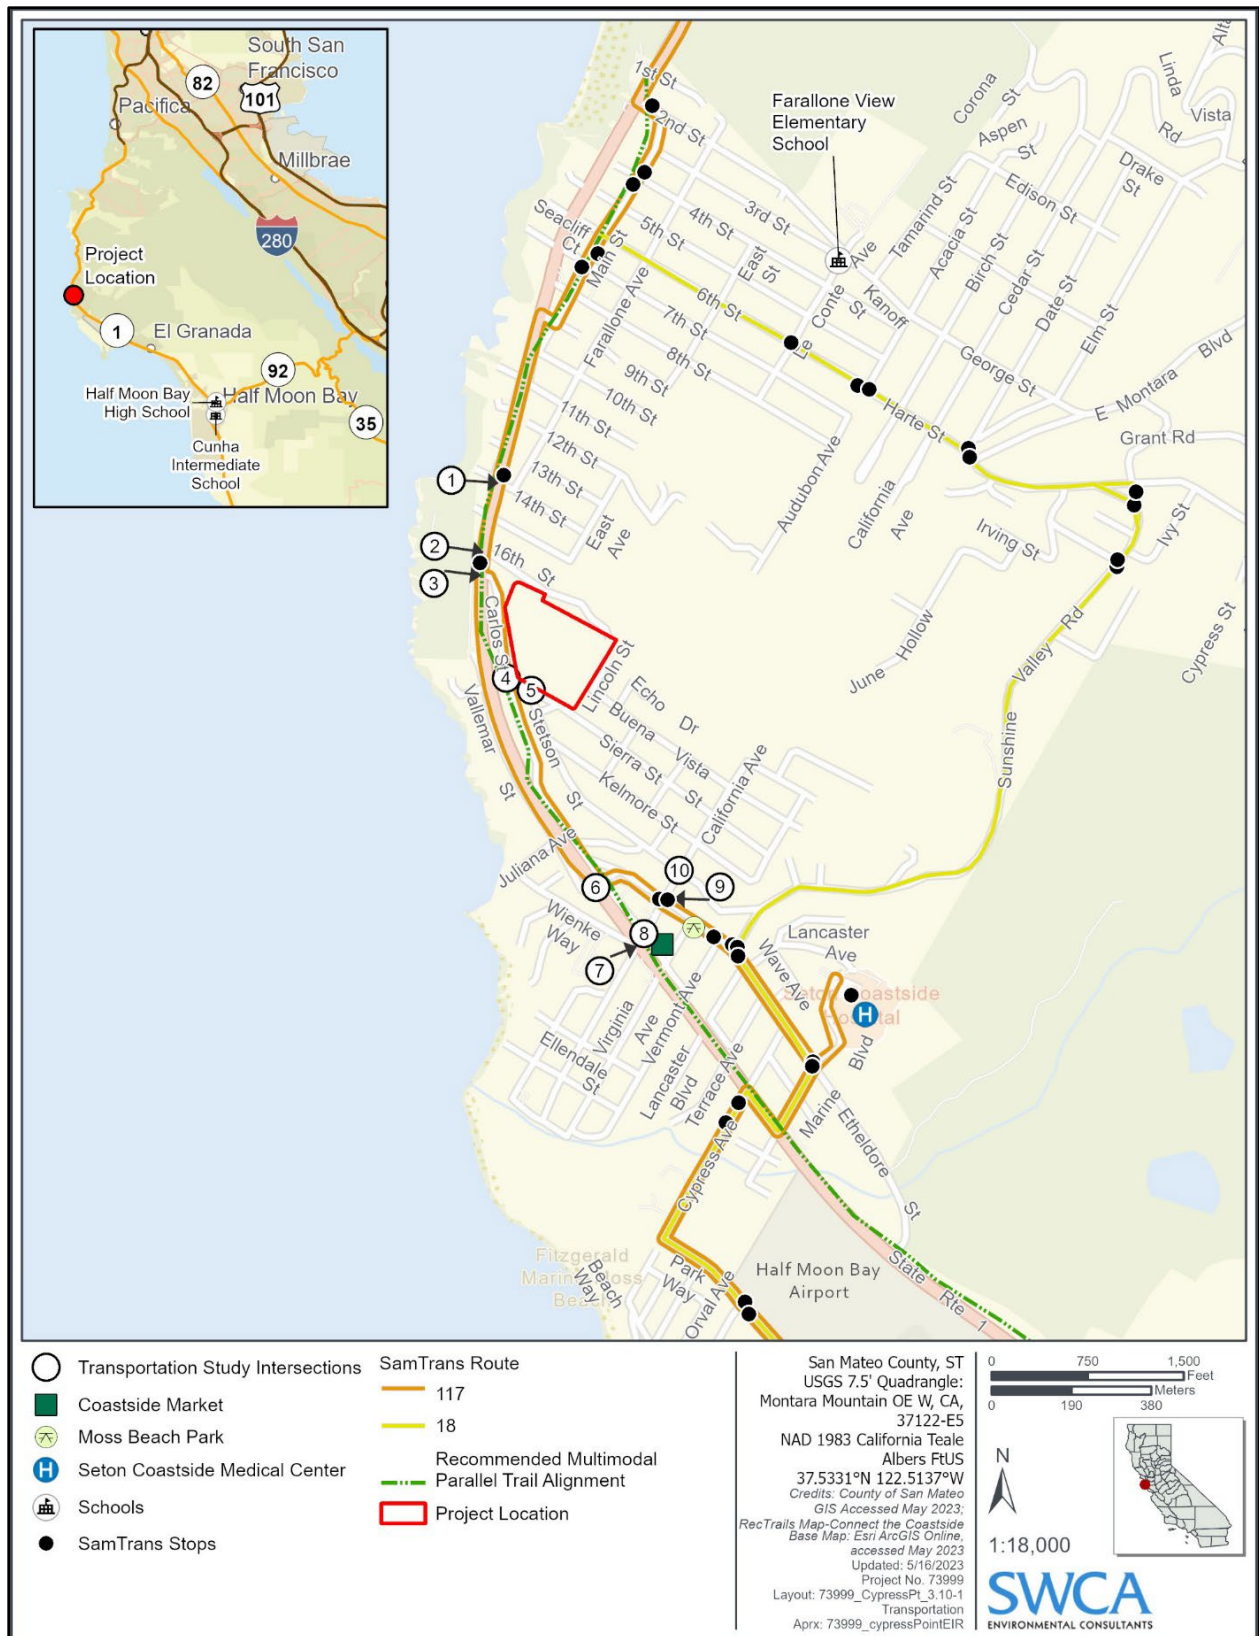 South San
Francisco
82
101
Pacifica
Millbrae
280
Project
Location
1
El Granada
92
Half Moon Bay
High School
Half Moon Bay
35
Cunha
Intermediate
School
1st St
2nd St
Farallone View
Elementary
School
Corona St
Aspen St
Linda Vista Rd
Alta
Drake St
Edison St
3rd St
4th St
5th St
Seacliff Ct
Main St
East St
Tamarind St
Acacia St
Birch St
Cedar St
Date St
Elm St
Le Conte Ave
Kanoff St
6th St
7th St
8th St
Farallone Ave
9th St
10th St
11th St
12th St
13th St
14th St
East Ave
George St
E Montara Blvd
Harte St
Grant Rd
Audubon Ave
California Ave
Irving St
Ivy St
1
2
3
16th St
Carlos St
Lincoln St
June Hollow
Valley Rd
Cypress St
4
5
Echo Dr
Buena Vista St
Vallemar St
Stetson St
Sierra St
Kelmore St
California Ave
Sunshine
Juliana Ave
6
10
9
Wienke Way
8
7
Lancaster Ave
Wave Ave
Seton Coastside
Hospital
H
Virginia Ave
Vermont Ave
Ellendale St
Lancaster Blvd
Terrace Ave
Marine Blvd
Etheldore St
Cypress Ave
Fitzgerald
Marine Moss
Beach
Beach Way
Park Way
Orval Ave
Half Moon Bay
Airport
State Rte 1
Transportation Study Intersections
Coastside Market
Moss Beach Park
H Seton Coastside Medical Center
Schools
SamTrans Stops
SamTrans Route
117
18
Recommended Multimodal
Parallel Trail Alignment
Project Location
San Mateo County, ST
USGS 7.5' Quadrangle:
Montara Mountain OE W, CA,
37122-E5
NAD 1983 California Teale
Albers FtUS
37.5331°N 122.5137°W
Credits: County of San Mateo
GIS Accessed May 2023;
RecTrails Map-Connect the Coastside
Base Map: Esri ArcGIS Online,
accessed May 2023
Updated: 5/16/2023
Project No. 73999
Layout: 73999_CypressPt_3.10-1
Transportation
Aprx: 73999_cypressPointEIR
0 750 1,500
Feet
Meters
0 190 380
N
1:18,000
SWCA
ENVIRONMENTAL CONSULTANTS